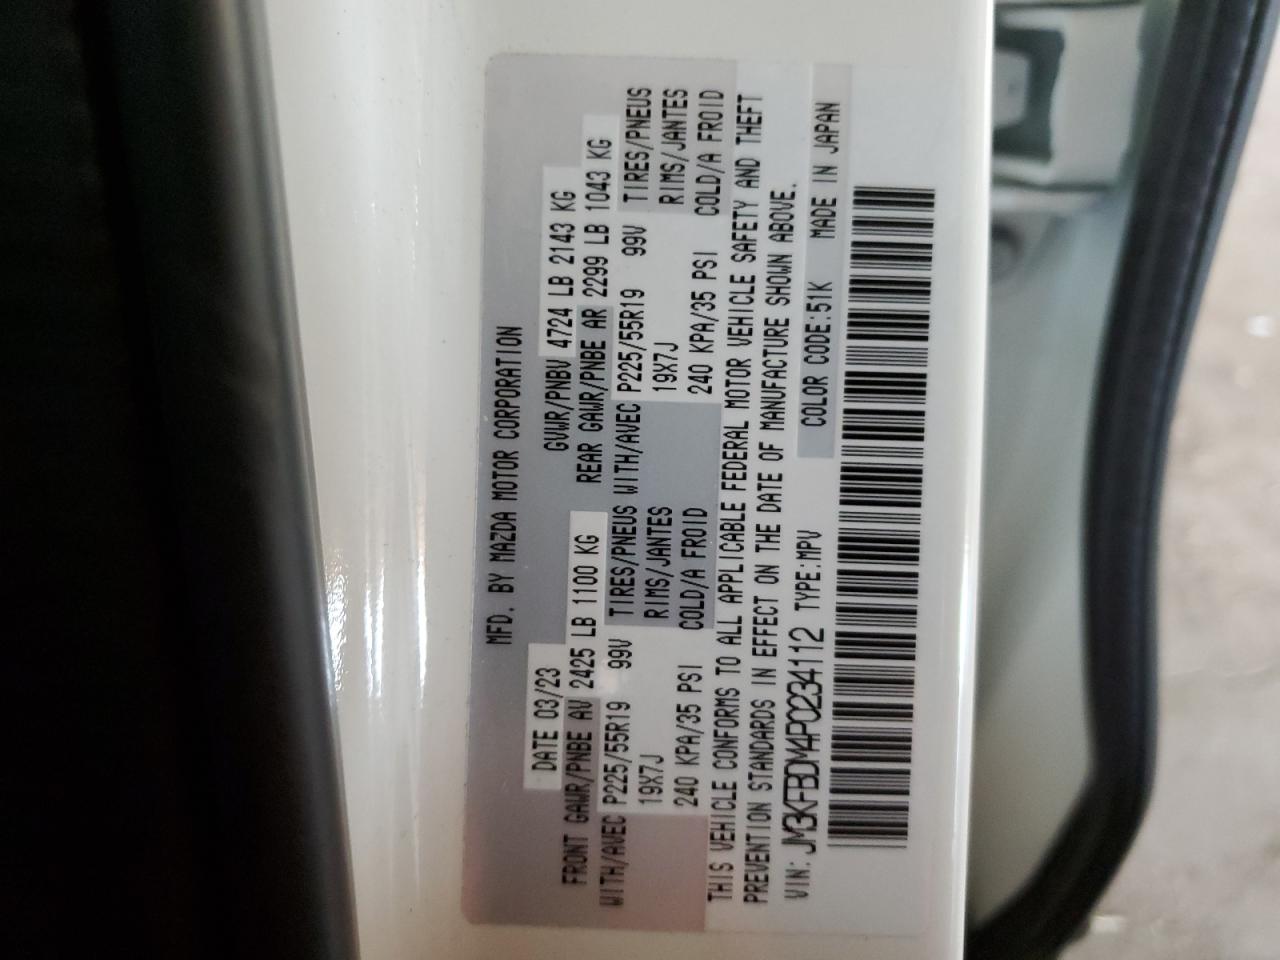 MFD. BY MAZDA MOTOR CORPORATION
DATE 03/23 GVWR/PNBV 4724 LB 2143 KG
FRONT GAWR/PNBE AV 2425 LB 1100 KG REAR GAWR/PNBE AR 2299 LB 1043 KG
WITH/AVEC P225/55R19 99V TIRES/PNEUS WITH/AVEC P225/55R19 99V TIRES/PNEUS
19X7J RIMS/JANTES 19X7J RIMS/JANTES
240 KPA/35 PSI COLD/A FROID 240 KPA/35 PSI COLD/A FROID
THIS VEHICLE CONFORMS TO ALL APPLICABLE FEDERAL MOTOR VEHICLE SAFETY AND THEFT
PREVENTION STANDARDS IN EFFECT ON THE DATE OF MANUFACTURE SHOWN ABOVE.
VIN: JM3KFBDM4P0234112 TYPE:MPV COLOR CODE:51K MADE IN JAPAN